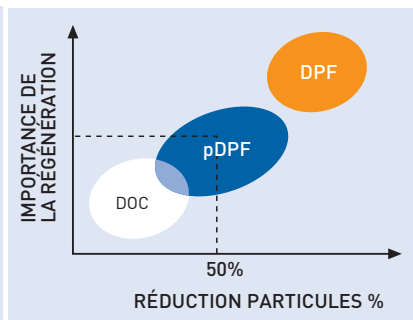 IMPORTANCE DE
LA RÉGÉNÉRATION
DPF
pDPF
DOC
50%
RÉDUCTION PARTICULES %